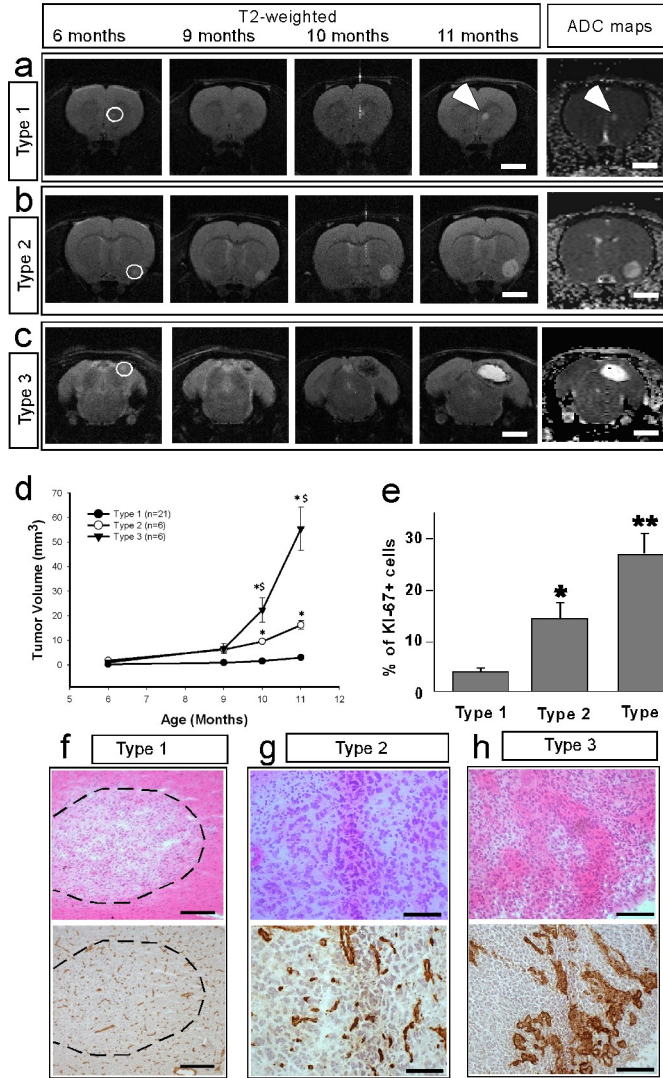 T2-weighted
6 months 9 months 10 months 11 months ADC maps
a
Type 1
b
Type 2
c
Type 3
d
Type 1 (n=21)
Type 2 (n=6)
Type 3 (n=6)
*$
*$
*
*
Tumor Volume (mm³)
70
60
50
40
30
20
10
0
5 6 7 8 9 10 11 12
Age (Months)
e
% of KI-67+ cells
30
20
10
0
*
**
Type 1 Type 2 Type
f Type 1
g Type 2
h Type 3